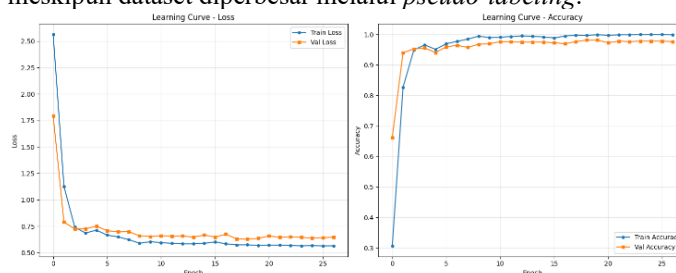 meskipun dataset diperbesar melalui pseudo-labeling.
Learning Curve - Loss
Train Loss
Val Loss
2.50
2.25
2.00
1.75
1.50
1.25
1.00
0.75
0.50
Loss
0
5
10
15
20
25
Epoch
Learning Curve - Accuracy
1.0
0.9
0.8
0.7
0.6
0.5
0.4
0.3
Accuracy
Train Accurac
Val Accuracy
0
5
10
15
20
25
Epoch